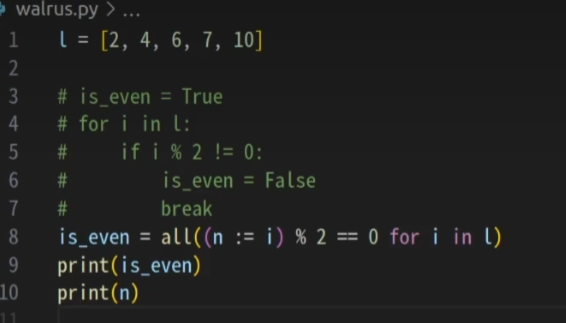 walrus.py > ...
1 l = [2, 4, 6, 7, 10]
2
3 # is_even = True
4 # for i in l:
5 #     if i % 2 != 0:
6 #         is_even = False
7 #         break
8 is_even = all((n := i) % 2 == 0 for i in l)
9 print(is_even)
10 print(n)
11